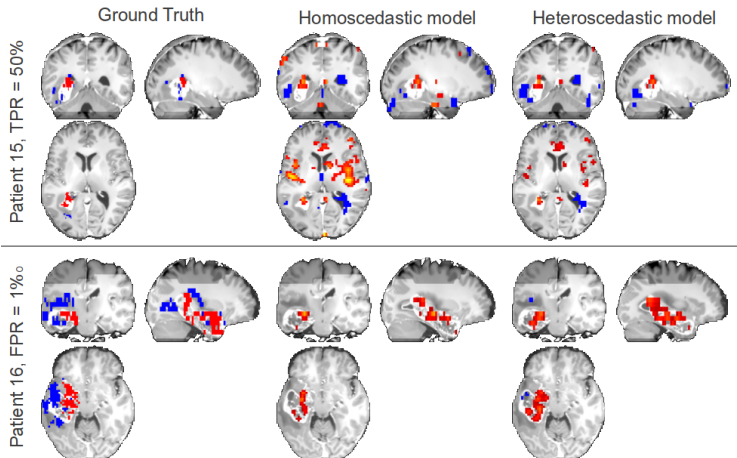 Ground Truth
Homoscedastic model
Heteroscedastic model
Patient 15, TPR = 50%
Patient 16, FPR = 1‰